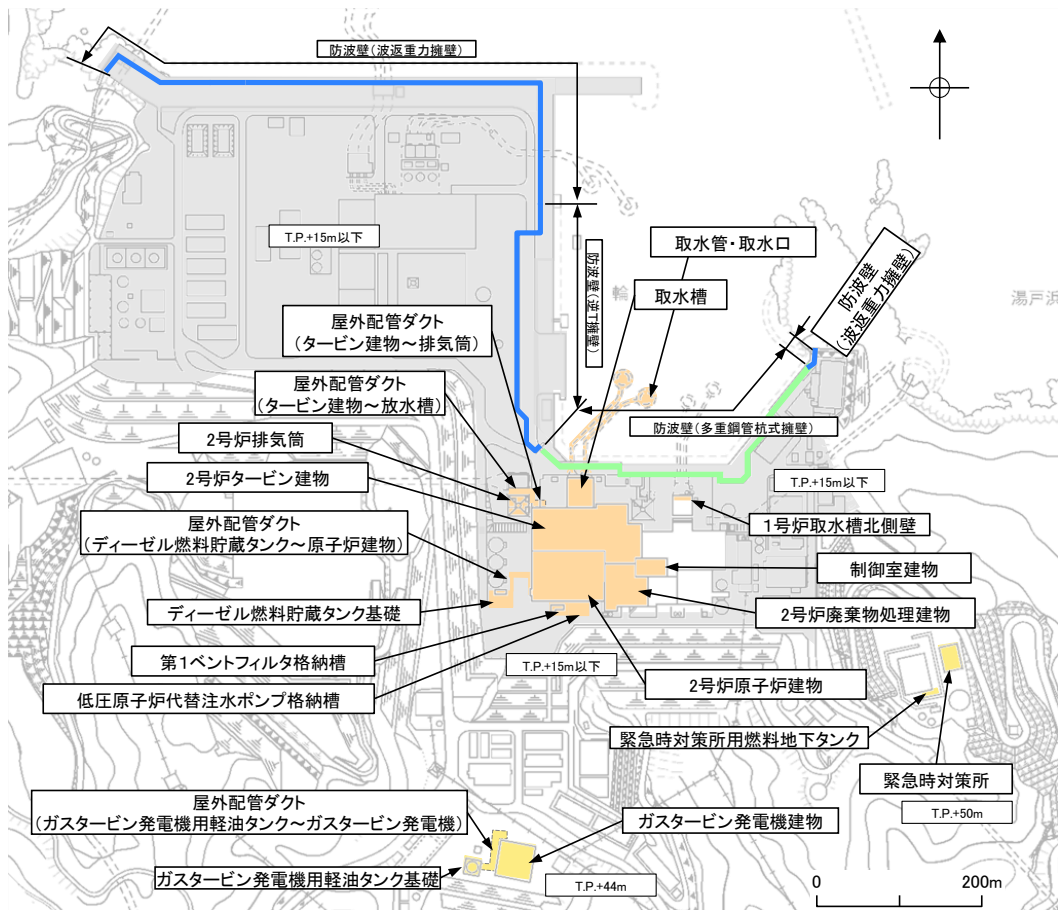 防波壁(波返重力擁壁)
T.P.+15m以下
取水管・取水口
取水槽
防波壁(逆T擁壁)
輪
防波壁
(波返重力擁壁)
湯戸浜
屋外配管ダクト
(タービン建物～排気筒)
屋外配管ダクト
(タービン建物～放水槽)
防波壁(多重鋼管杭式擁壁)
2号炉排気筒
2号炉タービン建物
T.P.+15m以下
1号炉取水槽北側壁
屋外配管ダクト
(ディーゼル燃料貯蔵タンク～原子炉建物)
制御室建物
ディーゼル燃料貯蔵タンク基礎
2号炉廃棄物処理建物
第1ベントフィルタ格納槽
T.P.+15m以下
2号炉原子炉建物
低圧原子炉代替注水ポンプ格納槽
緊急時対策所用燃料地下タンク
緊急時対策所
T.P.+50m
屋外配管ダクト
(ガスタービン発電機用軽油タンク～ガスタービン発電機)
ガスタービン発電機建物
ガスタービン発電機用軽油タンク基礎
T.P.+44m
0 200m